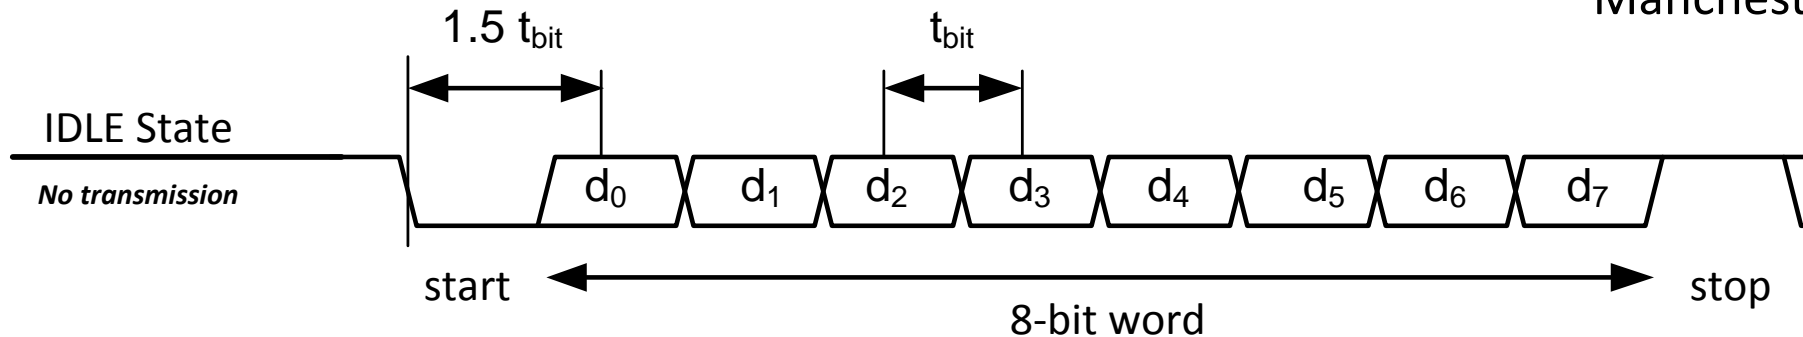 Manchest
1.5 tbit
tbit
IDLE State
No transmission
d0 d1 d2 d3 d4 d5 d6 d7
start
stop
8-bit word